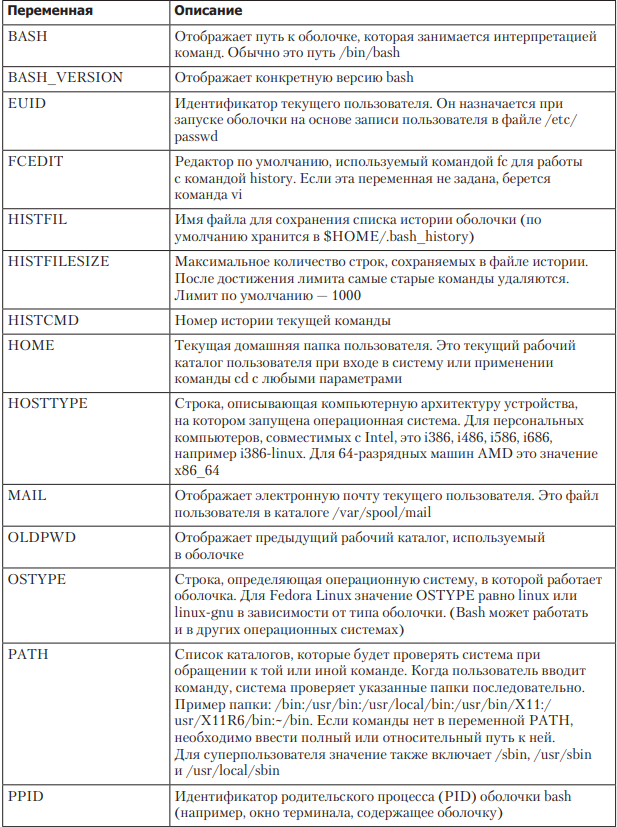 Переменная Описание
BASH Отображает путь к оболочке, которая занимается интерпретацией
команд. Обычно это путь /bin/bash
BASH_VERSION Отображает конкретную версию bash
EUID Идентификатор текущего пользователя. Он назначается при
запуске оболочки на основе записи пользователя в файле /etc/
passwd
FCEDIT Редактор по умолчанию, используемый командой fc для работы
с командой history. Если эта переменная не задана, берется
команда vi
HISTFIL Имя файла для сохранения списка истории оболочки (по
умолчанию хранится в $HOME/.bash_history)
HISTFILESIZE Максимальное количество строк, сохраняемых в файле истории.
После достижения лимита самые старые команды удаляются.
Лимит по умолчанию — 1000
HISTCMD Номер истории текущей команды
HOME Текущая домашняя папка пользователя. Это текущий рабочий
каталог пользователя при входе в систему или применении
команды cd с любыми параметрами
HOSTTYPE Строка, описывающая компьютерную архитектуру устройства,
на котором запущена операционная система. Для персональных
компьютеров, совместимых с Intel, это i386, i486, i586, i686,
например i386-linux. Для 64-разрядных машин AMD это значение
x86_64
MAIL Отображает электронную почту текущего пользователя. Это файл
пользователя в каталоге /var/spool/mail
OLDPWD Отображает предыдущий рабочий каталог, используемый
в оболочке
OSTYPE Строка, определяющая операционную систему, в которой работает
оболочка. Для Fedora Linux значение OSTYPE равно linux или
linux-gnu в зависимости от типа оболочки. (Bash может работать
и в других операционных системах)
PATH Список каталогов, которые будет проверять система при
обращении к той или иной команде. Когда пользователь вводит
команду, система проверяет указанные папки последовательно.
Пример папки: /bin:/usr/bin:/usr/local/bin:/usr/bin/X11:/
usr/X11R6/bin:~/bin. Если команды нет в переменной PATH,
необходимо ввести полный или относительный путь к ней.
Для суперпользователя значение также включает /sbin, /usr/sbin
и /usr/local/sbin
PPID Идентификатор родительского процесса (PID) оболочки bash
(например, окно терминала, содержащее оболочку)